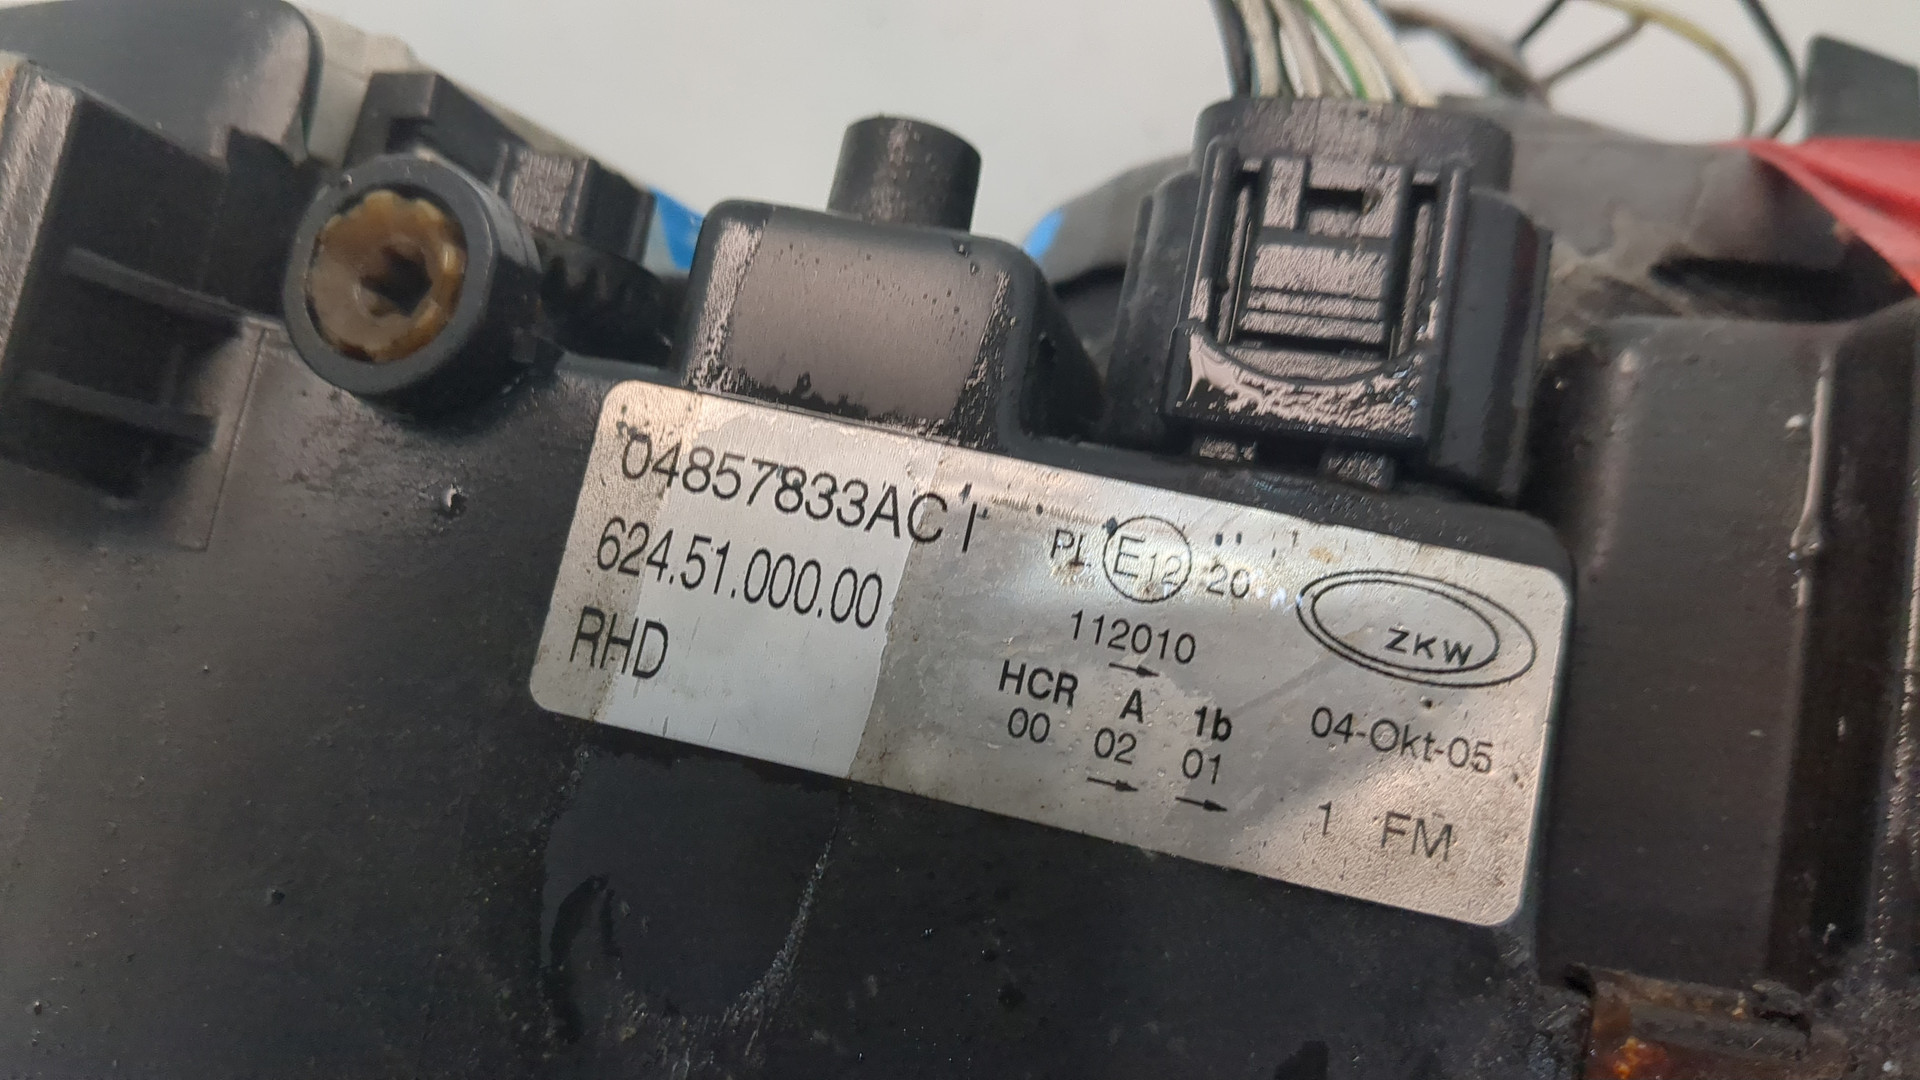 04857833AC I
624.51.000.00
RHD
PL E12 20
112010
→
HCR A 1b
00 02 01
→ →
ZKW
04-Okt-05
1 FM